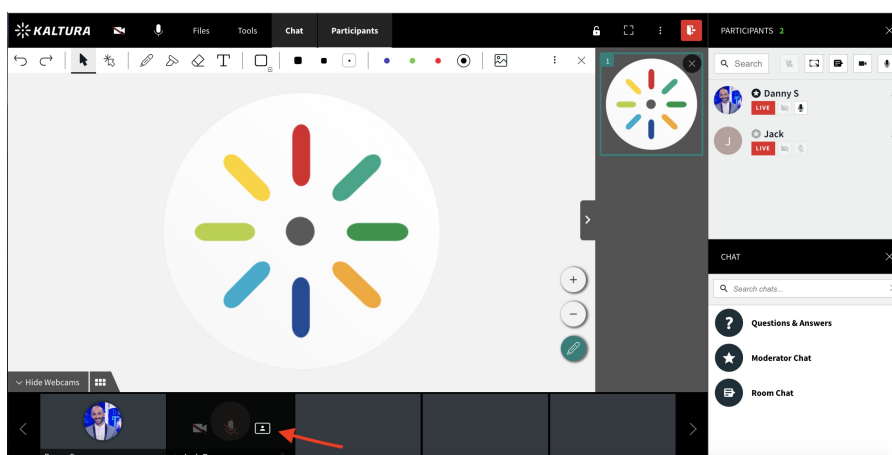 KALTURA
Files
Tools
Chat
Participants
1
PARTICIPANTS 2
Search
Danny S
LIVE
J
Jack
LIVE
CHAT
Search chats...
? Questions & Answers
Moderator Chat
Room Chat
Hide Webcams